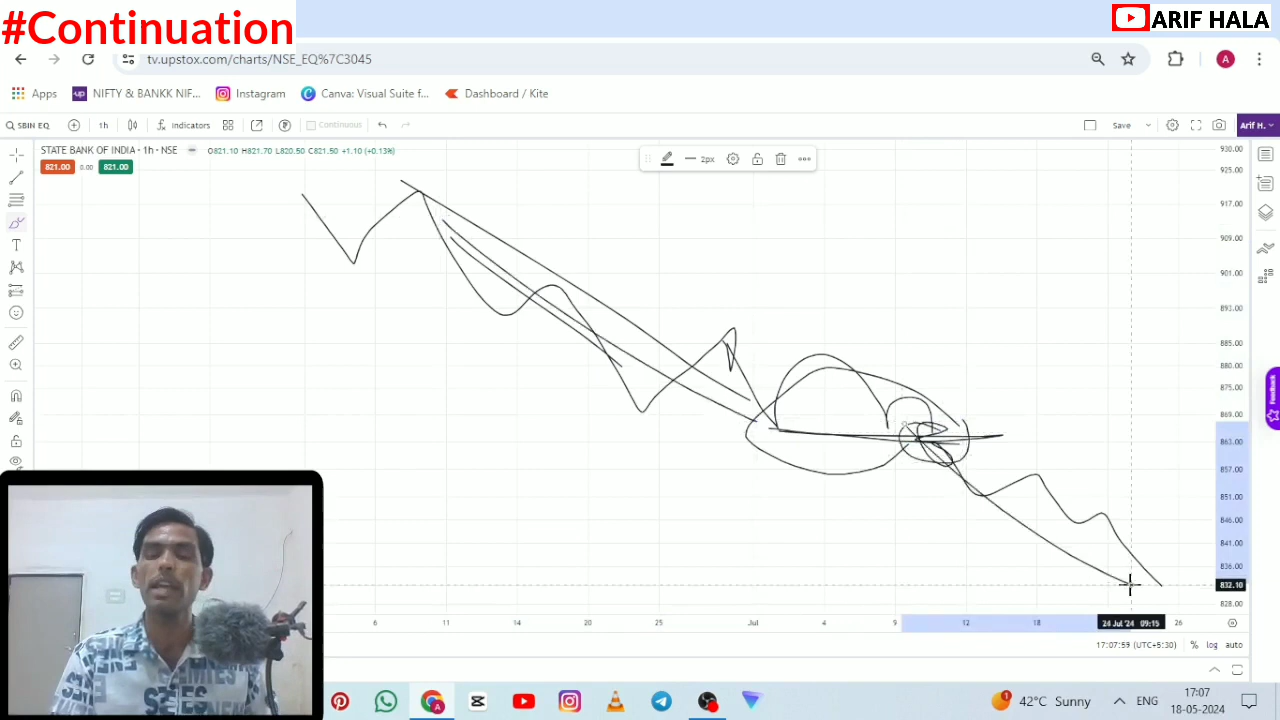 #Continuation
ARIF HALA
tv.upstox.com/charts/NSE_EQ%7C3045
A
Apps
NIFTY & BANKK NIF...
Instagram
Canva: Visual Suite f...
Dashboard / Kite
SBIN EQ
1h
Indicators
Continuous
Save
Arif H.
STATE BANK OF INDIA - 1h - NSE
O821.10 H821.70 L820.50 C821.50 +1.10 (+0.13%)
821.00
0.00
821.00
2px
930.00
925.00
917.00
909.00
901.00
893.00
885.00
880.00
875.00
869.00
863.00
857.00
851.00
846.00
841.00
836.00
832.10
828.00
Feedback
6
14
20
25
Jul
4
9
12
18
24 Jul '24 09:15
26
17:07:59 (UTC+5:30)
%
log
auto
42°C Sunny
ENG
17:07
18-05-2024